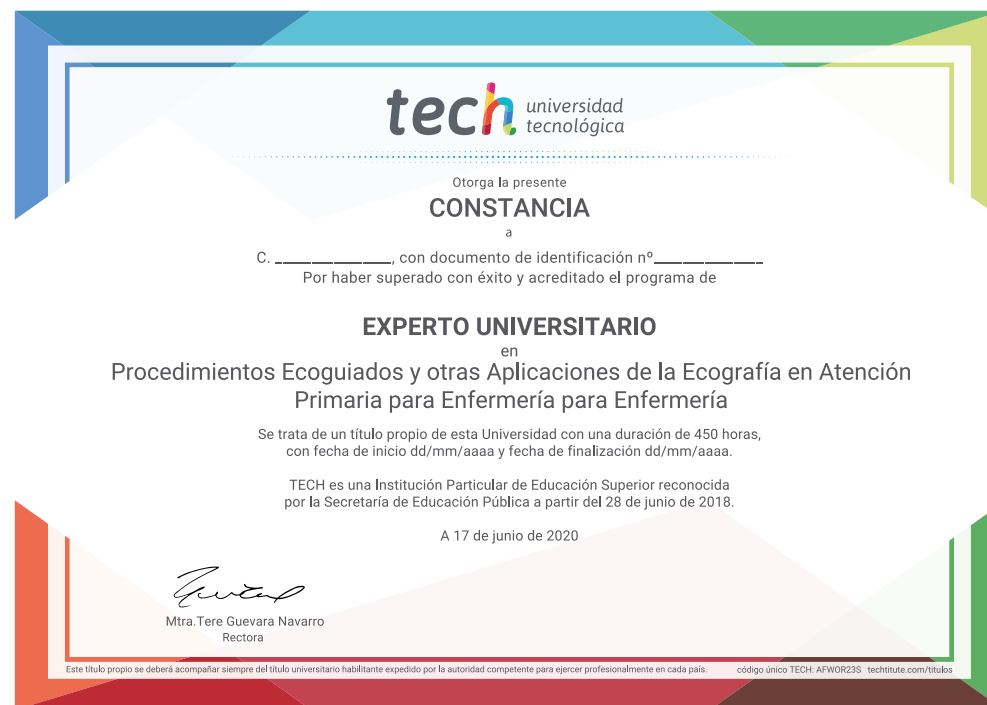 tech universidad
tecnológica
Otorga la presente
CONSTANCIA
a
C. ______________, con documento de identificación nº_____________
Por haber superado con éxito y acreditado el programa de
EXPERTO UNIVERSITARIO
en
Procedimientos Ecoguiados y otras Aplicaciones de la Ecografía en Atención
Primaria para Enfermería para Enfermería
Se trata de un título propio de esta Universidad con una duración de 450 horas,
con fecha de inicio dd/mm/aaaa y fecha de finalización dd/mm/aaaa.
TECH es una Institución Particular de Educación Superior reconocida
por la Secretaría de Educación Pública a partir del 28 de junio de 2018.
A 17 de junio de 2020
Mtra.Tere Guevara Navarro
Rectora
Este título propio se deberá acompañar siempre del título universitario habilitante expedido por la autoridad competente para ejercer profesionalmente en cada país. código único TECH: AFWOR23S techtitute.com/titulos